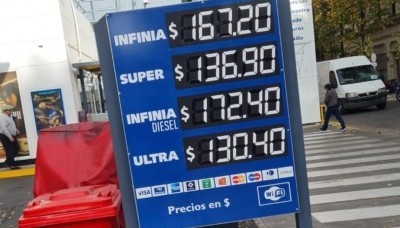 INFINIA $167.20
SUPER $136.90
INFINIA $172.40
DIESEL
ULTRA $130.40
VISA
WiFi
Precios en $